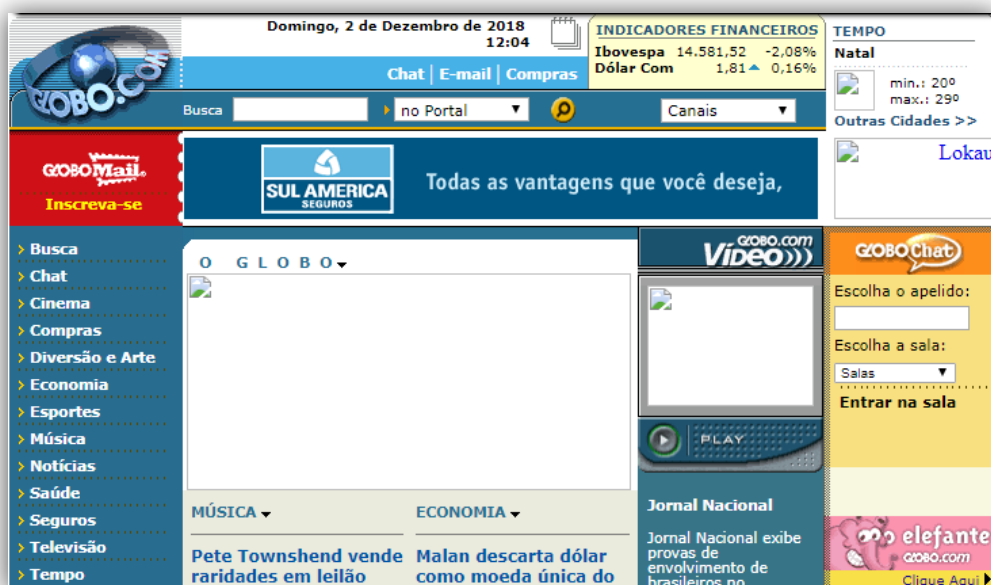 GLOBO.COM
Domingo, 2 de Dezembro de 2018
12:04
Chat | E-mail | Compras
INDICADORES FINANCEIROS
Ibovespa 14.581,52 -2,08%
Dólar Com 1,81 0,16%
TEMPO
Natal
min.: 20º
max.: 29º
Outras Cidades >>
Busca
no Portal
Canais
GLOBOMail.
Inscreva-se
SUL AMERICA
SEGUROS
Todas as vantagens que você deseja,
Lokau
Busca
Chat
Cinema
Compras
Diversão e Arte
Economia
Esportes
Música
Notícias
Saúde
Seguros
Televisão
Tempo
O GLOBO
MÚSICA
Pete Townshend vende
raridades em leilão
ECONOMIA
Malan descarta dólar
como moeda única do
GLOBO.COM
VíDEO)))
PLAY
Jornal Nacional
Jornal Nacional exibe
provas de
envolvimento de
brasileiros no
GLOBOChat
Escolha o apelido:
Escolha a sala:
Salas
Entrar na sala
elefante
GLOBO.com
Clique Aqui